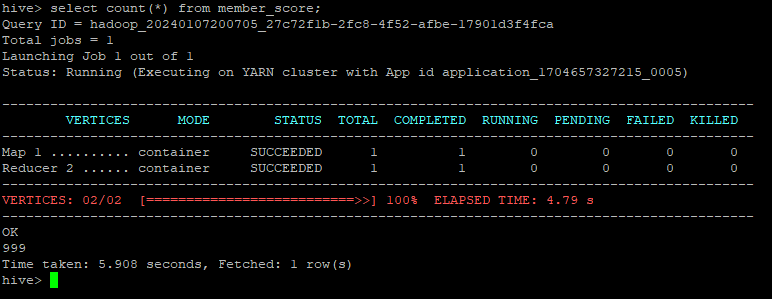 hive> select count(*) from member_score;
Query ID = hadoop_20240107200705_27c72f1b-2fc8-4f52-afbe-17901d3f4fca
Total jobs = 1
Launching Job 1 out of 1
Status: Running (Executing on YARN cluster with App id application_1704657327215_0005)
----------------------------------------------------------------------------------------------
        VERTICES      MODE        STATUS  TOTAL  COMPLETED  RUNNING  PENDING  FAILED  KILLED
----------------------------------------------------------------------------------------------
Map 1 .......... container     SUCCEEDED      1          1        0        0       0       0
Reducer 2 ...... container     SUCCEEDED      1          1        0        0       0       0
----------------------------------------------------------------------------------------------
VERTICES: 02/02  [==========================>>] 100%  ELAPSED TIME: 4.79 s
----------------------------------------------------------------------------------------------
OK
999
Time taken: 5.908 seconds, Fetched: 1 row(s)
hive>